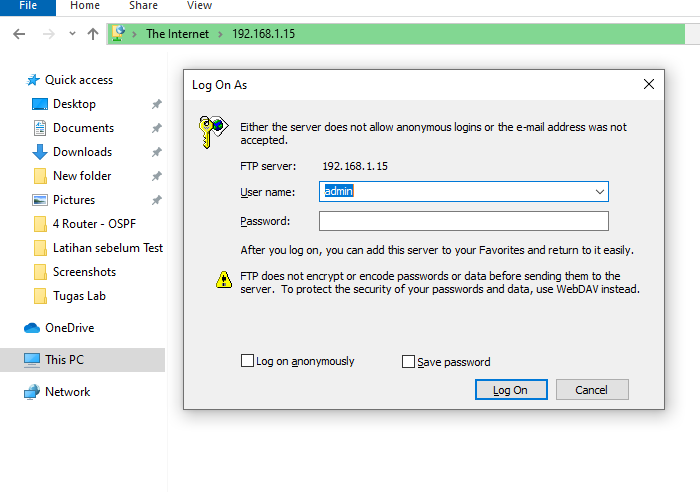 File
Home
Share
View
The Internet > 192.168.1.15
Quick access
Desktop
Documents
Downloads
New folder
Pictures
4 Router - OSPF
Latihan sebelum Test
Screenshots
Tugas Lab
OneDrive
This PC
Network
Log On As
Either the server does not allow anonymous logins or the e-mail address was not
accepted.
FTP server: 192.168.1.15
User name: admin
Password:
After you log on, you can add this server to your Favorites and return to it easily.
FTP does not encrypt or encode passwords or data before sending them to the
server. To protect the security of your passwords and data, use WebDAV instead.
Log on anonymously
Save password
Log On
Cancel